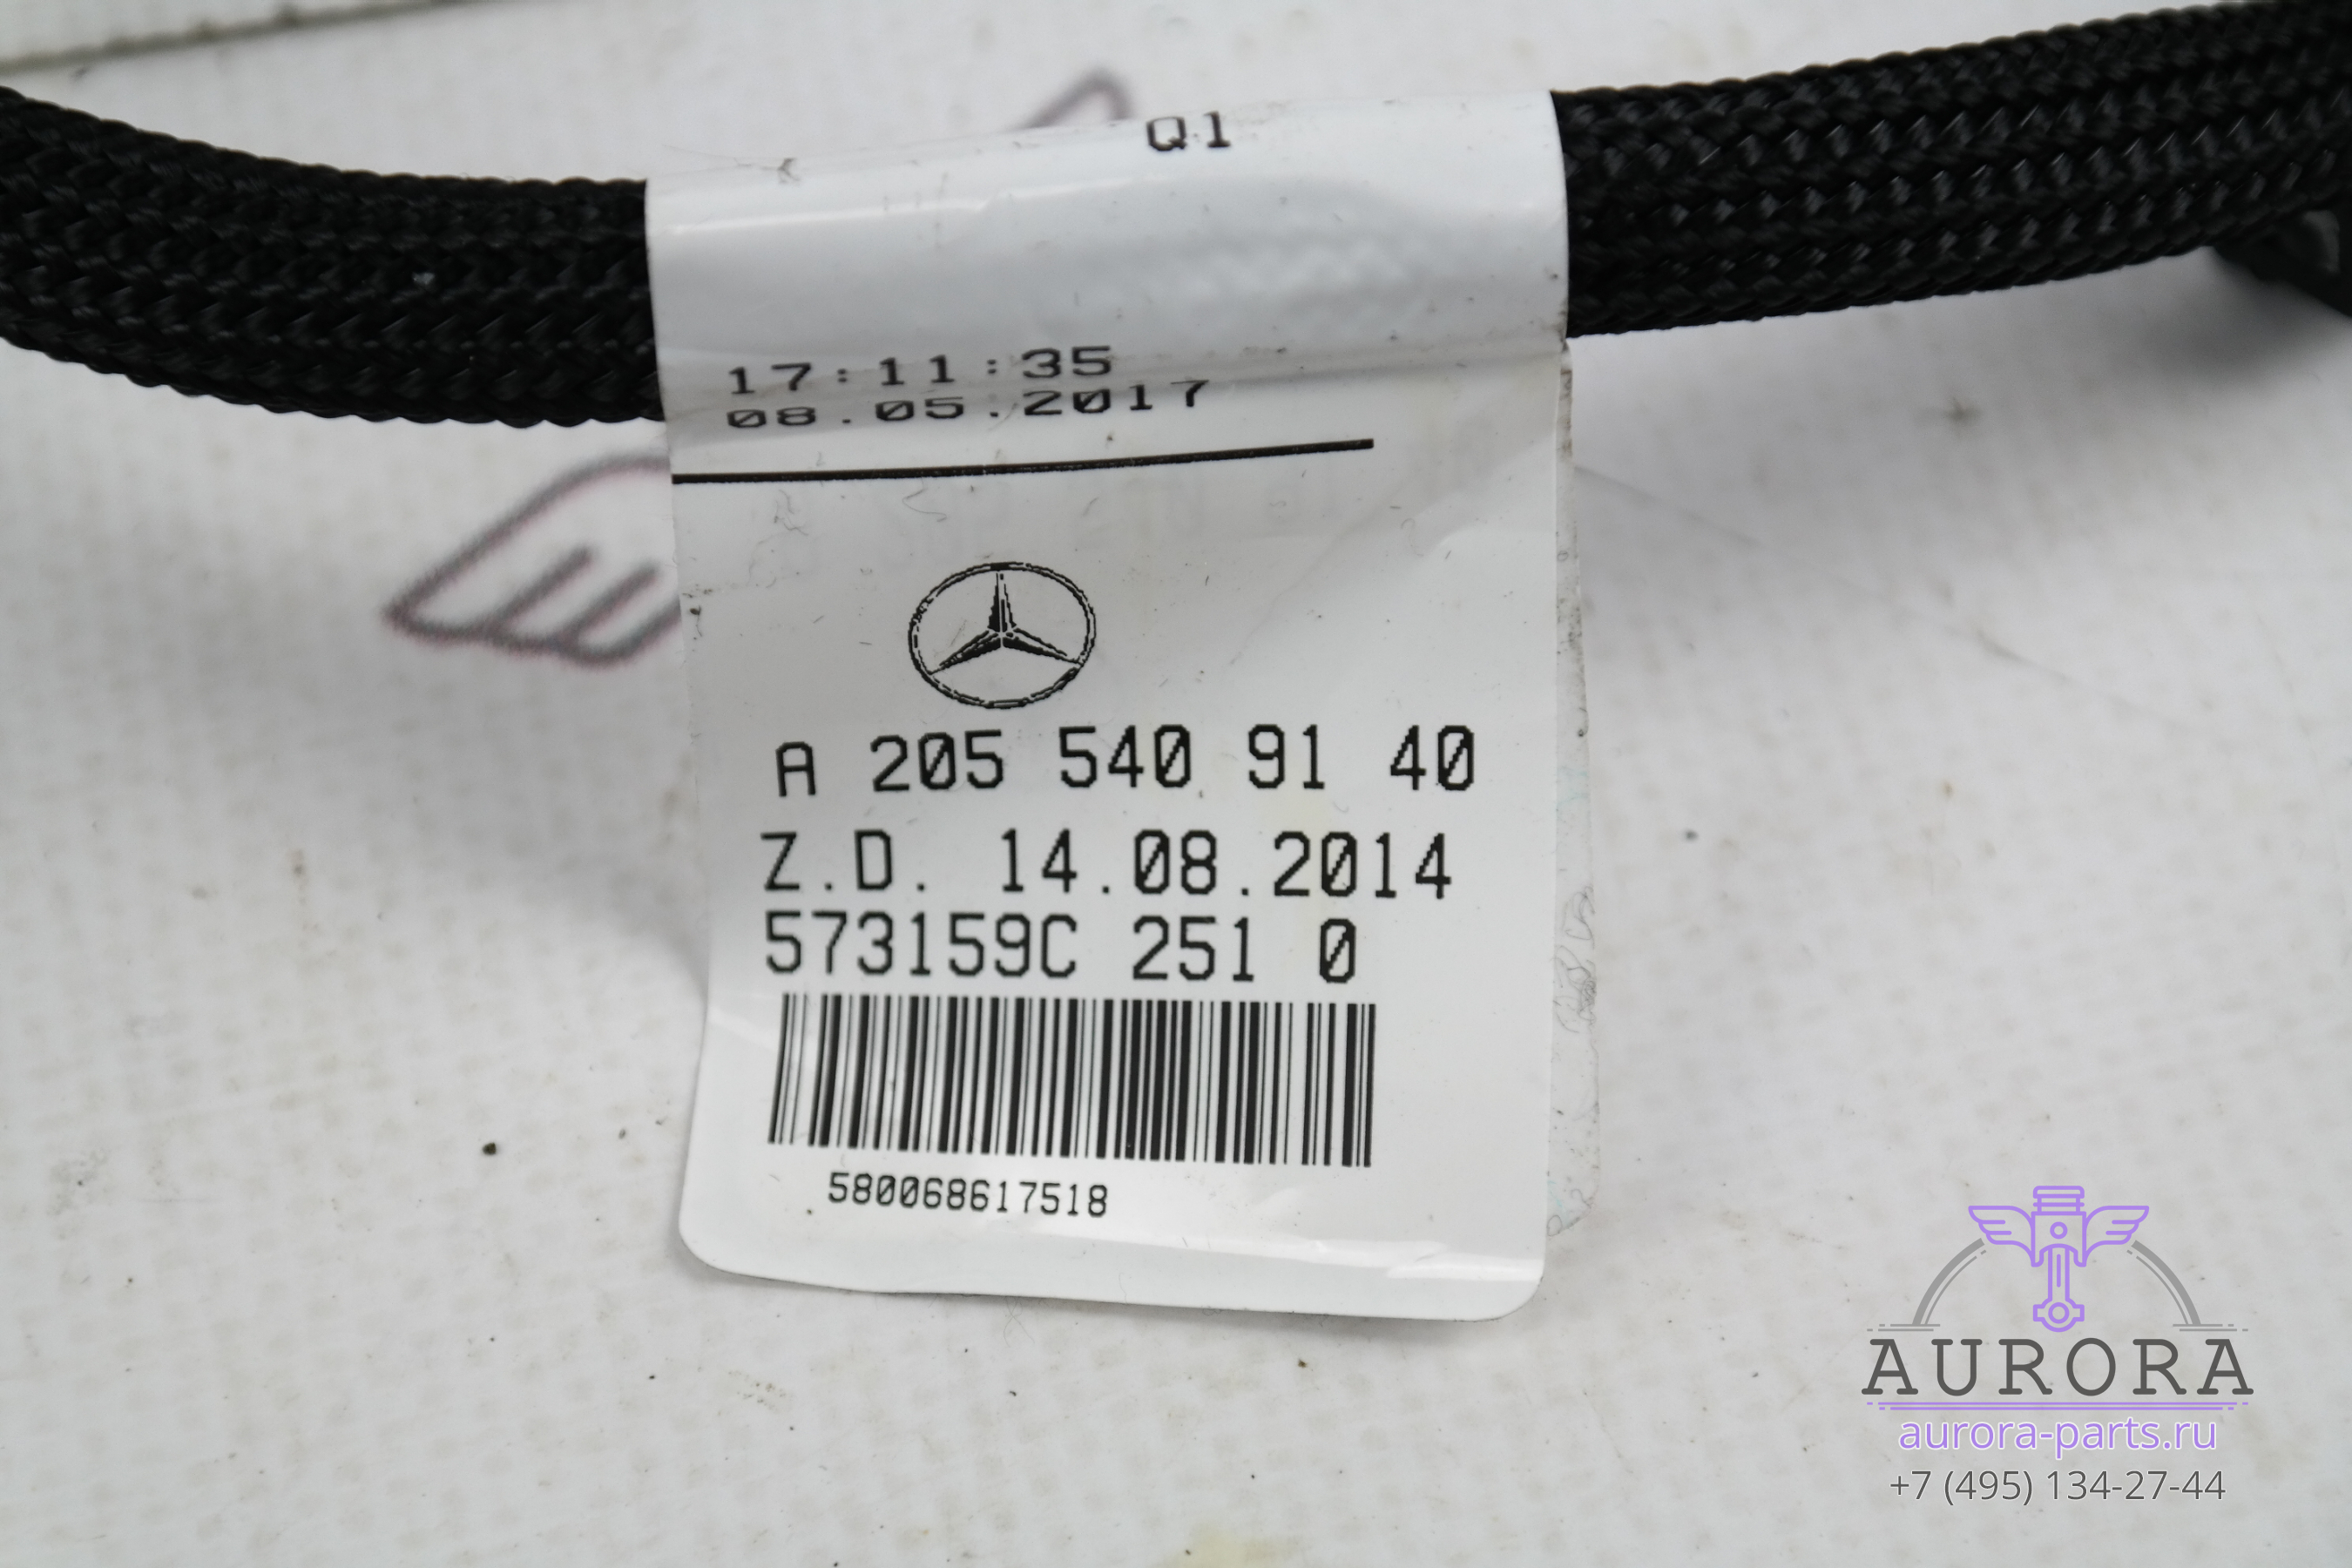 Q1
17:11:35
08.05.2017
A 205 540 91 40
Z.D. 14.08.2014
573159C 251 0
580068617518
AURORA
aurora-parts.ru
+7 (495) 134-27-44